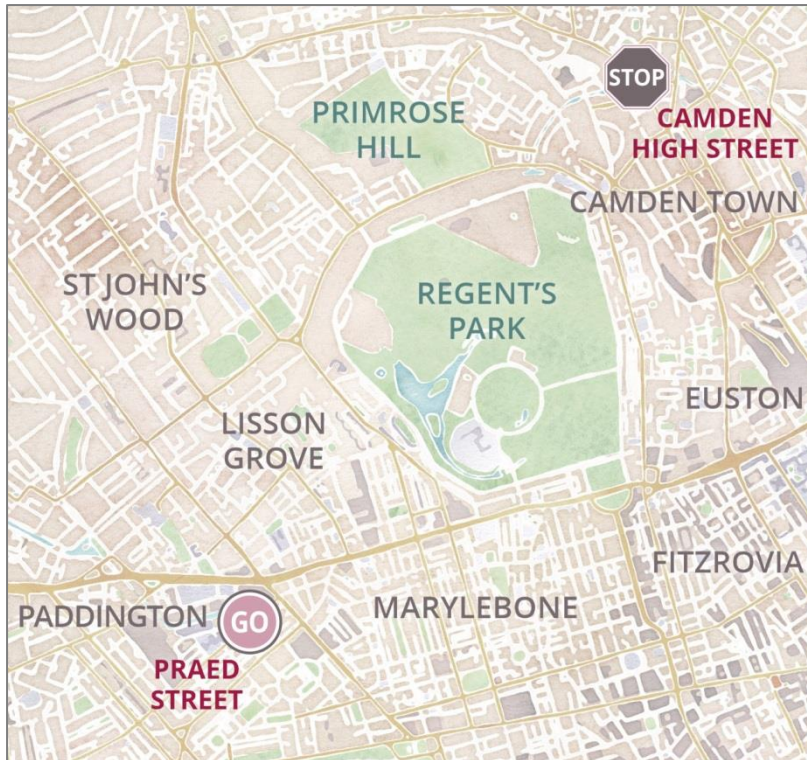 STOP
PRIMROSE
HILL
CAMDEN
HIGH STREET
CAMDEN TOWN
ST JOHN'S
WOOD
REGENT'S
PARK
EUSTON
LISSON
GROVE
FITZROVIA
PADDINGTON
GO
MARYLEBONE
PRAED
STREET